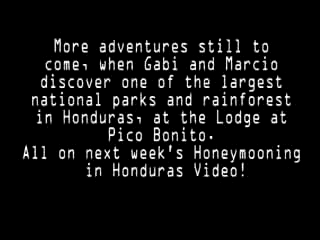 More adventures still to
come, when Gabi and Marcio
discover one of the largest
national parks and rainforest
in Honduras, at the Lodge at
Pico Bonito.
All on next week's Honeymooning
in Honduras Video!